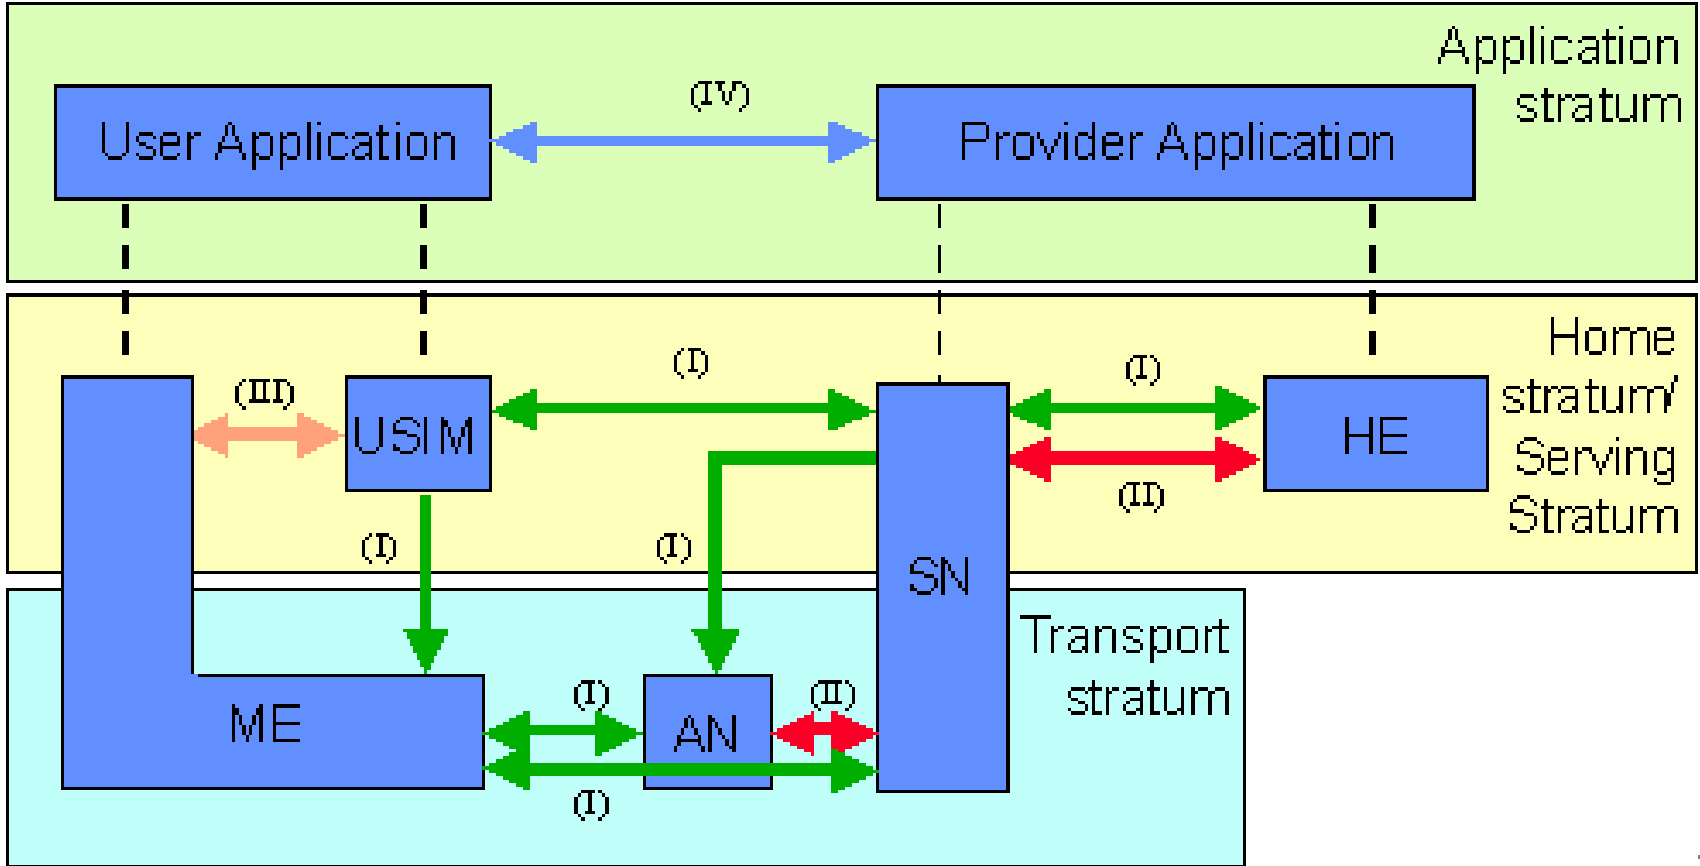 Application
stratum
(IV)
User Application
Provider Application
Home
stratum/
Serving
Stratum
(I)
(I)
(III)
USIM
HE
(II)
(I)
(I)
SN
Transport
stratum
(I)
(II)
ME
AN
(I)